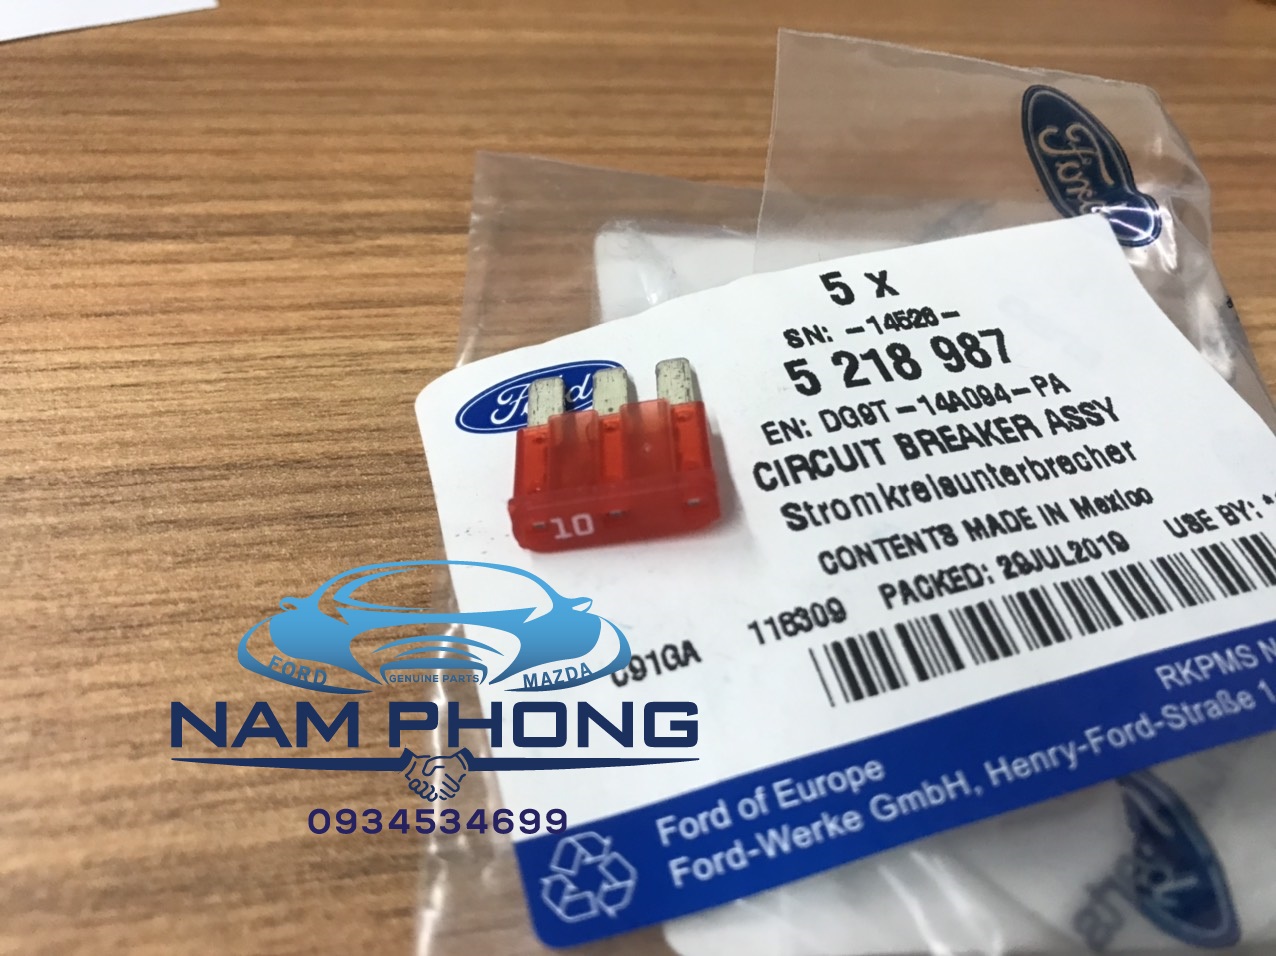 Ford
5 x
SN: -14526-
5 218 987
EN: DG9T-14A094-PA
CIRCUIT BREAKER ASSY
Stromkreisunterbrecher
CONTENTS MADE IN Mexico
PACKED: 29JUL2019 USE BY:
C91GA 116309
Ford
10
FORD GENUINE PARTS MAZDA
NAM PHONG
0934534699
RKPMS
Ford of Europe
Ford-Werke GmbH, Henry-Ford-Straße 1